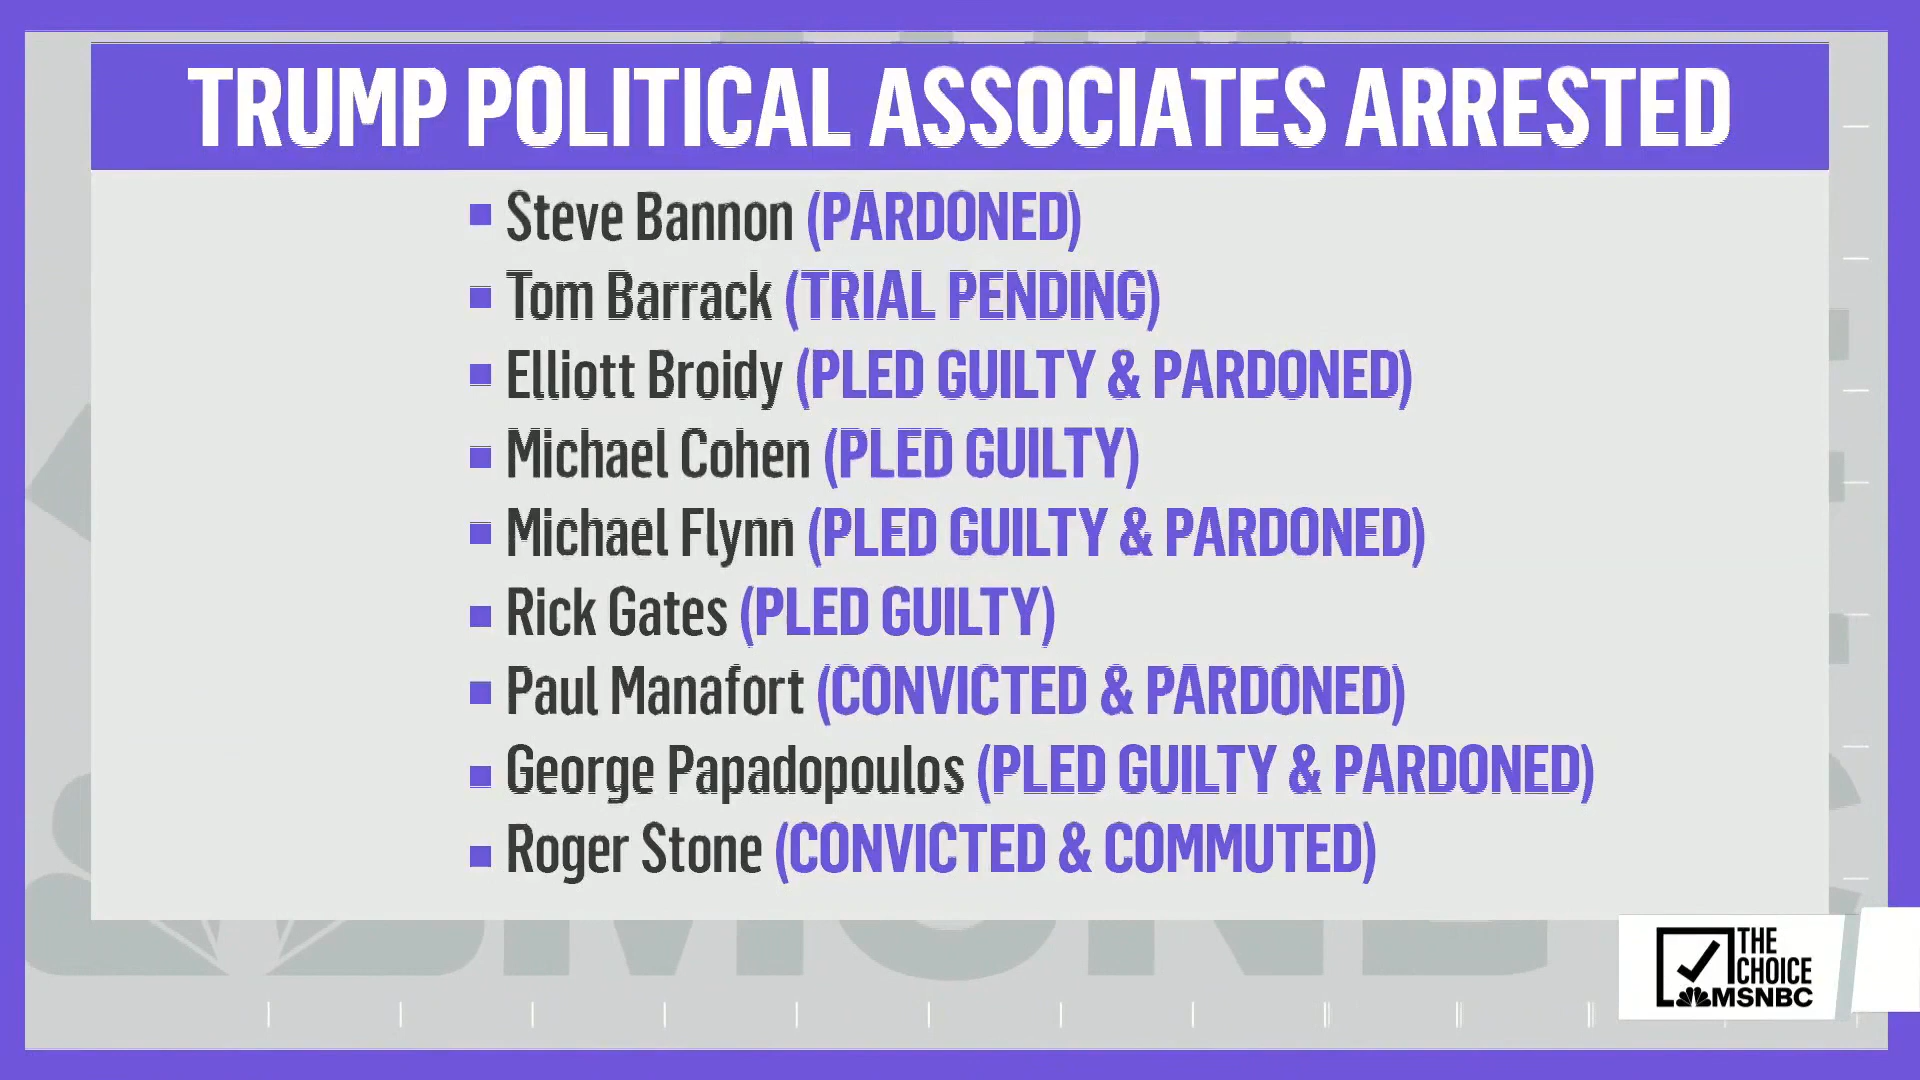 TRUMP POLITICAL ASSOCIATES ARRESTED
Steve Bannon (PARDONED)
Tom Barrack (TRIAL PENDING)
Elliott Broidy (PLED GUILTY & PARDONED)
Michael Cohen (PLED GUILTY)
Michael Flynn (PLED GUILTY & PARDONED)
Rick Gates (PLED GUILTY)
Paul Manafort (CONVICTED & PARDONED)
George Papadopoulos (PLED GUILTY & PARDONED)
Roger Stone (CONVICTED & COMMUTED)
THE
CHOICE
MSNBC